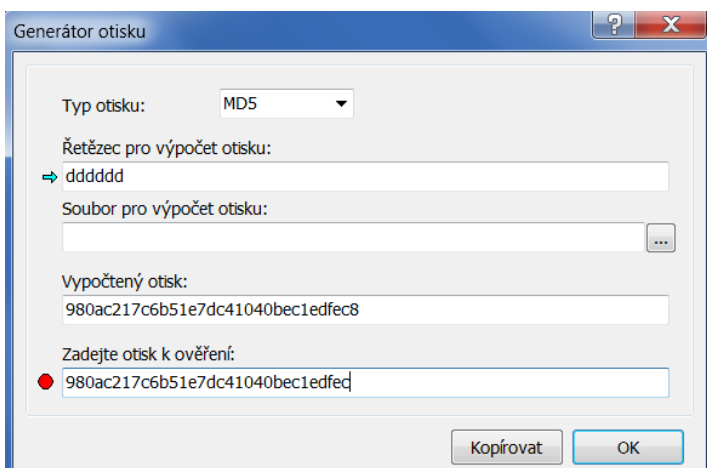 Generátor otisku
Typ otisku: MD5
Řetězec pro výpočet otisku:
dddddd
Soubor pro výpočet otisku:
...
Vypočtený otisk:
980ac217c6b51e7dc41040bec1edfec8
Zadejte otisk k ověření:
980ac217c6b51e7dc41040bec1edfec
Kopírovat OK